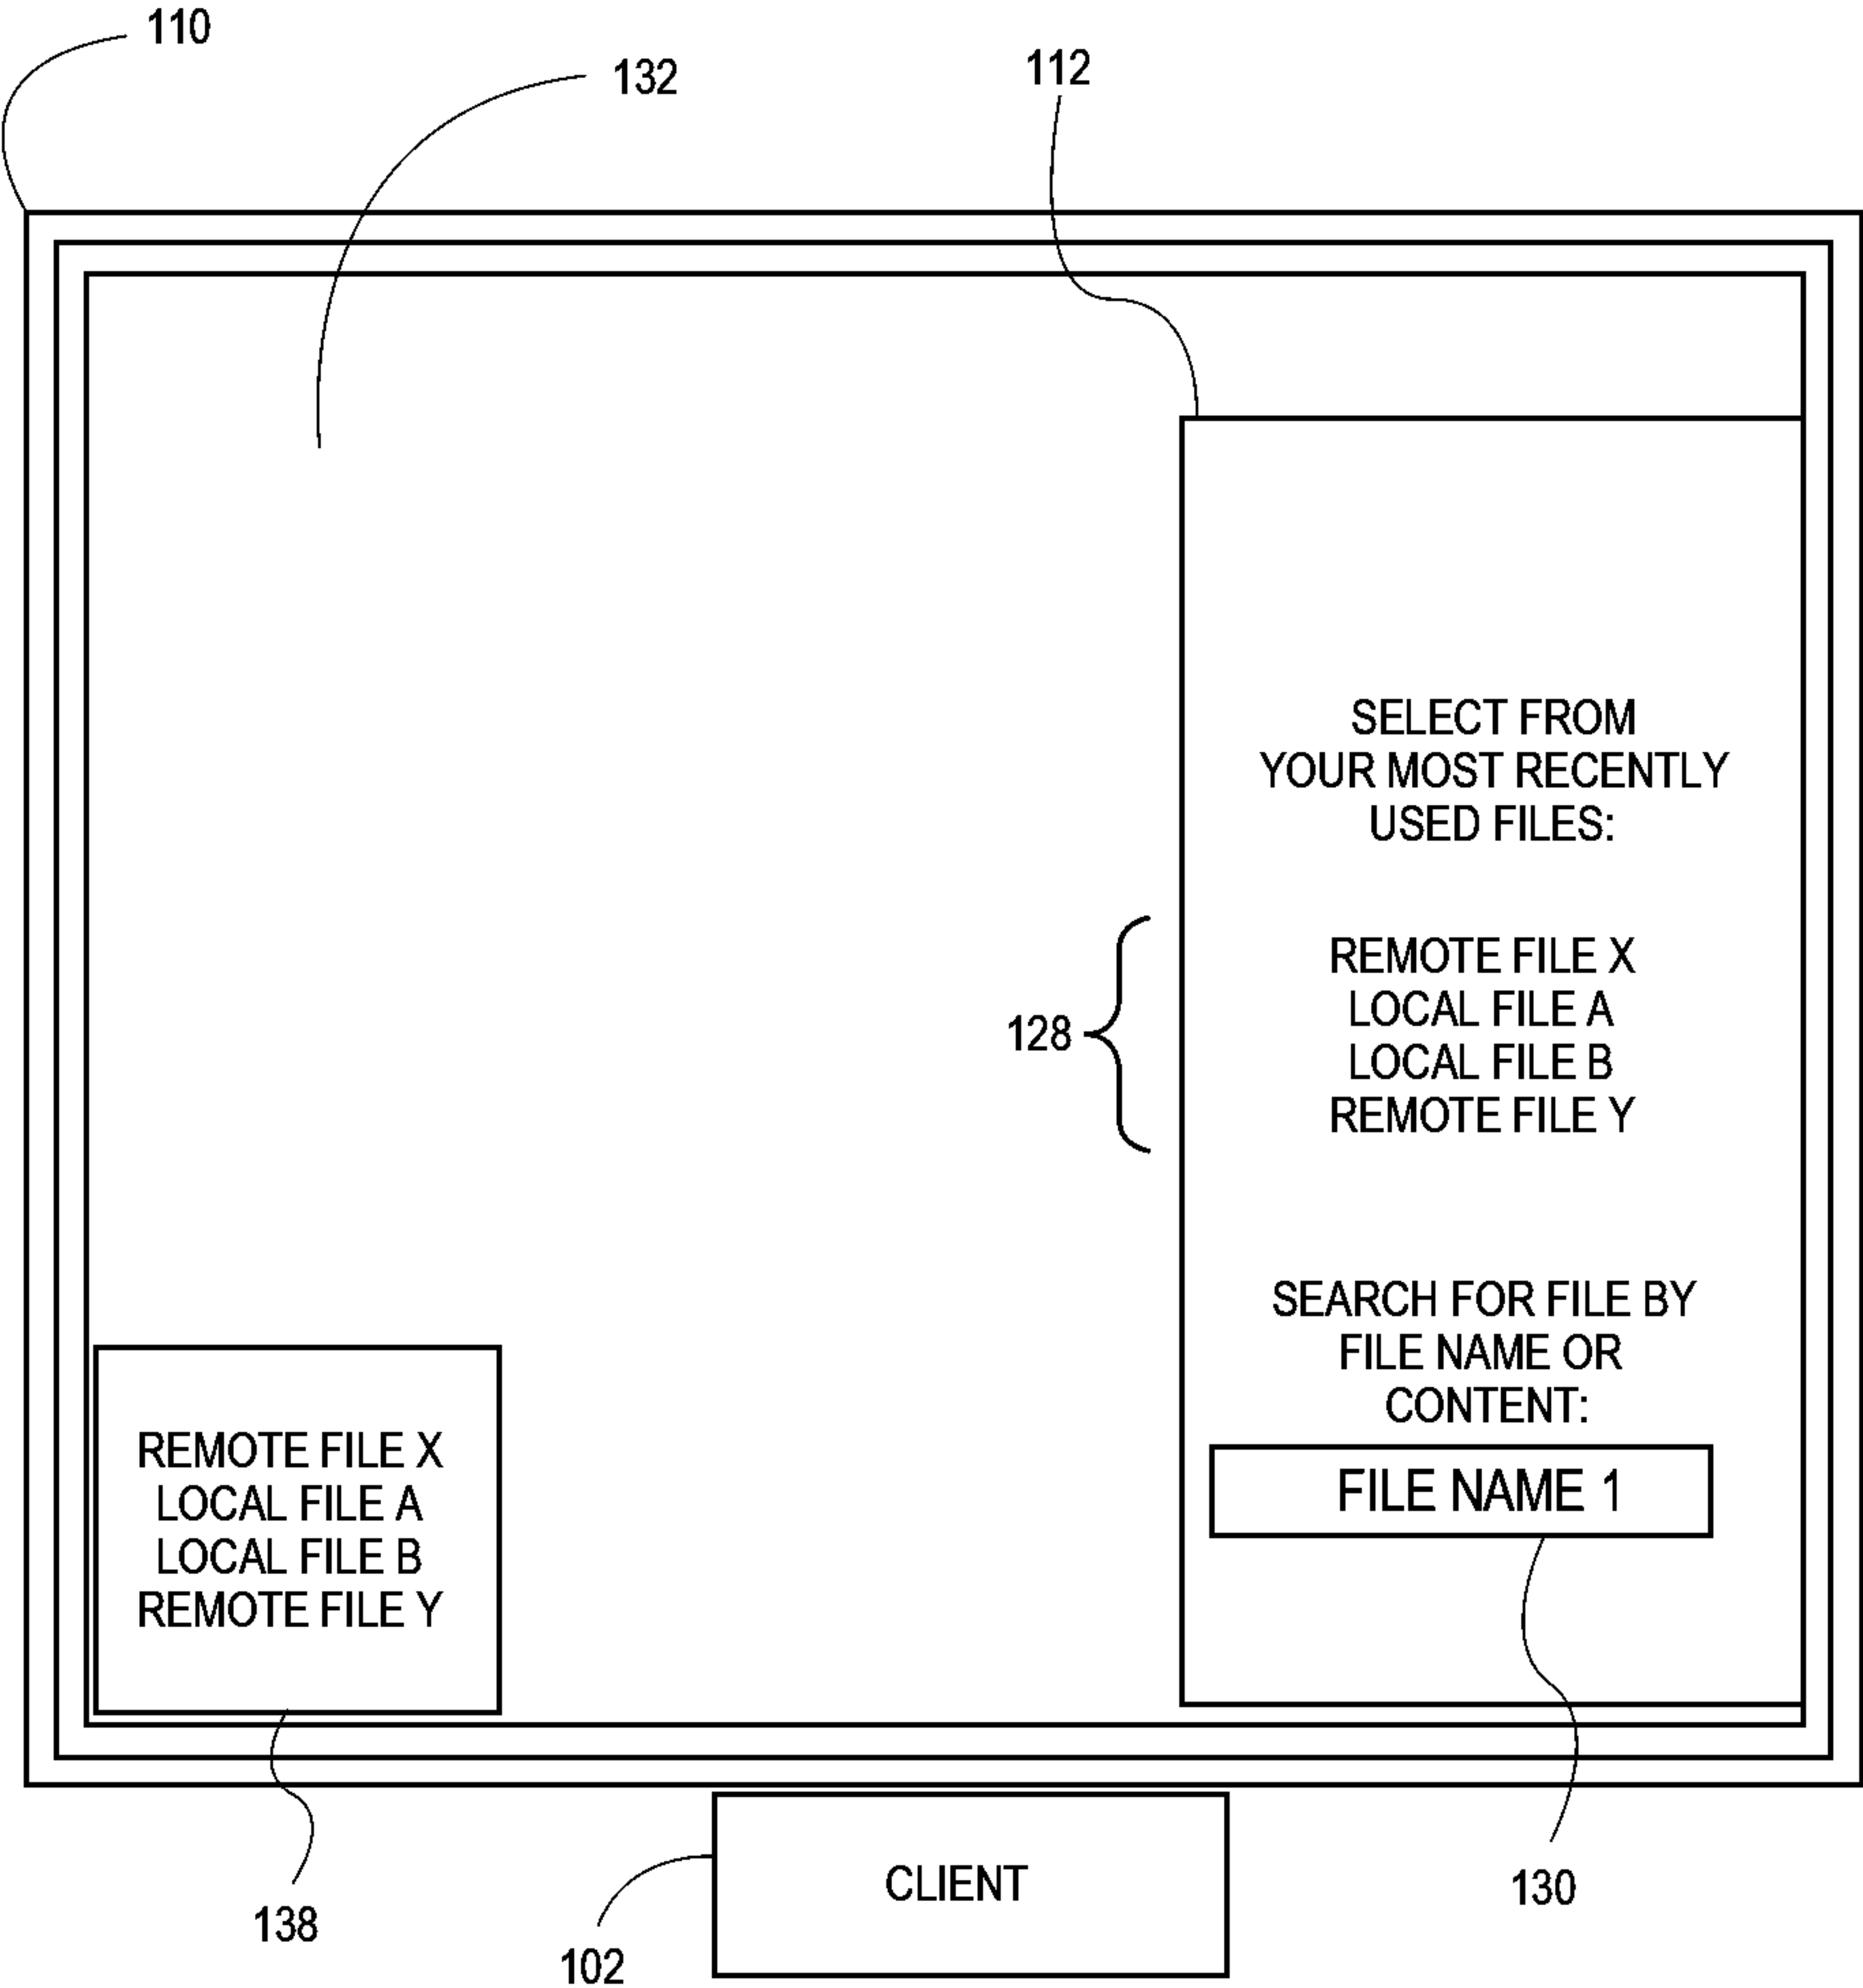 110
132
112
SELECT FROM
YOUR MOST RECENTLY
USED FILES:
128
REMOTE FILE X
LOCAL FILE A
LOCAL FILE B
REMOTE FILE Y
SEARCH FOR FILE BY
FILE NAME OR
CONTENT:
FILE NAME 1
REMOTE FILE X
LOCAL FILE A
LOCAL FILE B
REMOTE FILE Y
CLIENT
130
138
102